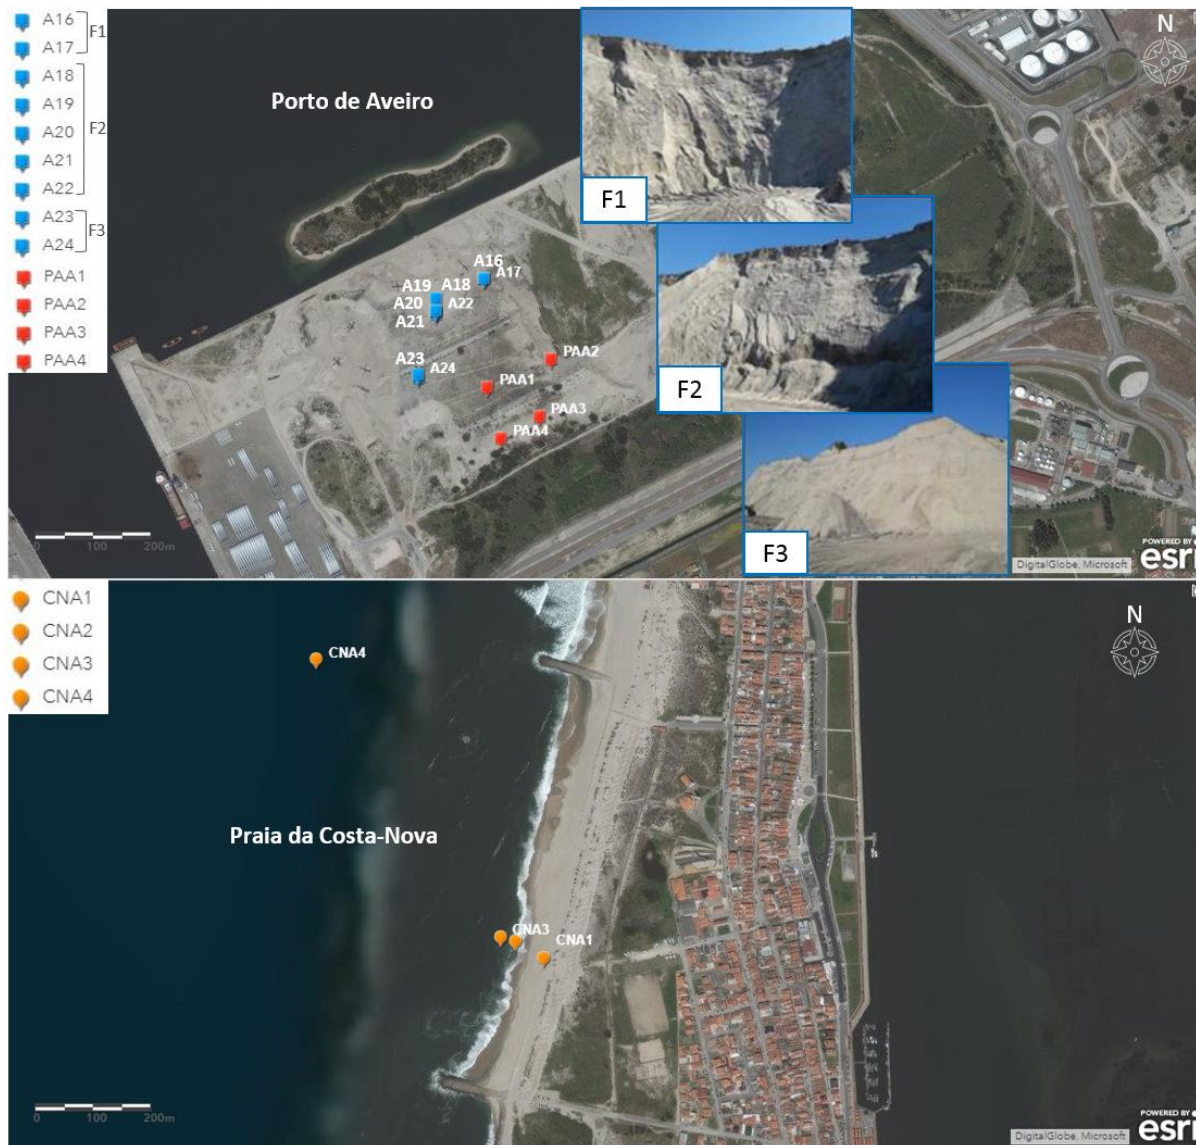 A16
A17
F1
A18
A19
A20
F2
A21
A22
A23
A24
F3
PAA1
PAA2
PAA3
PAA4
Porto de Aveiro
N
F1
F2
F3
A16
A17
A19 A18
A20 A22
A21
A23
A24
PAA2
PAA1
PAA3
PAA4
0 100 200m
POWERED BY
esri
DigitalGlobe, Microsoft
CNA1
CNA2
CNA3
CNA4
N
CNA4
Praia da Costa-Nova
CNA3
CNA1
0 100 200m
POWERED BY
esri
DigitalGlobe, Microsoft